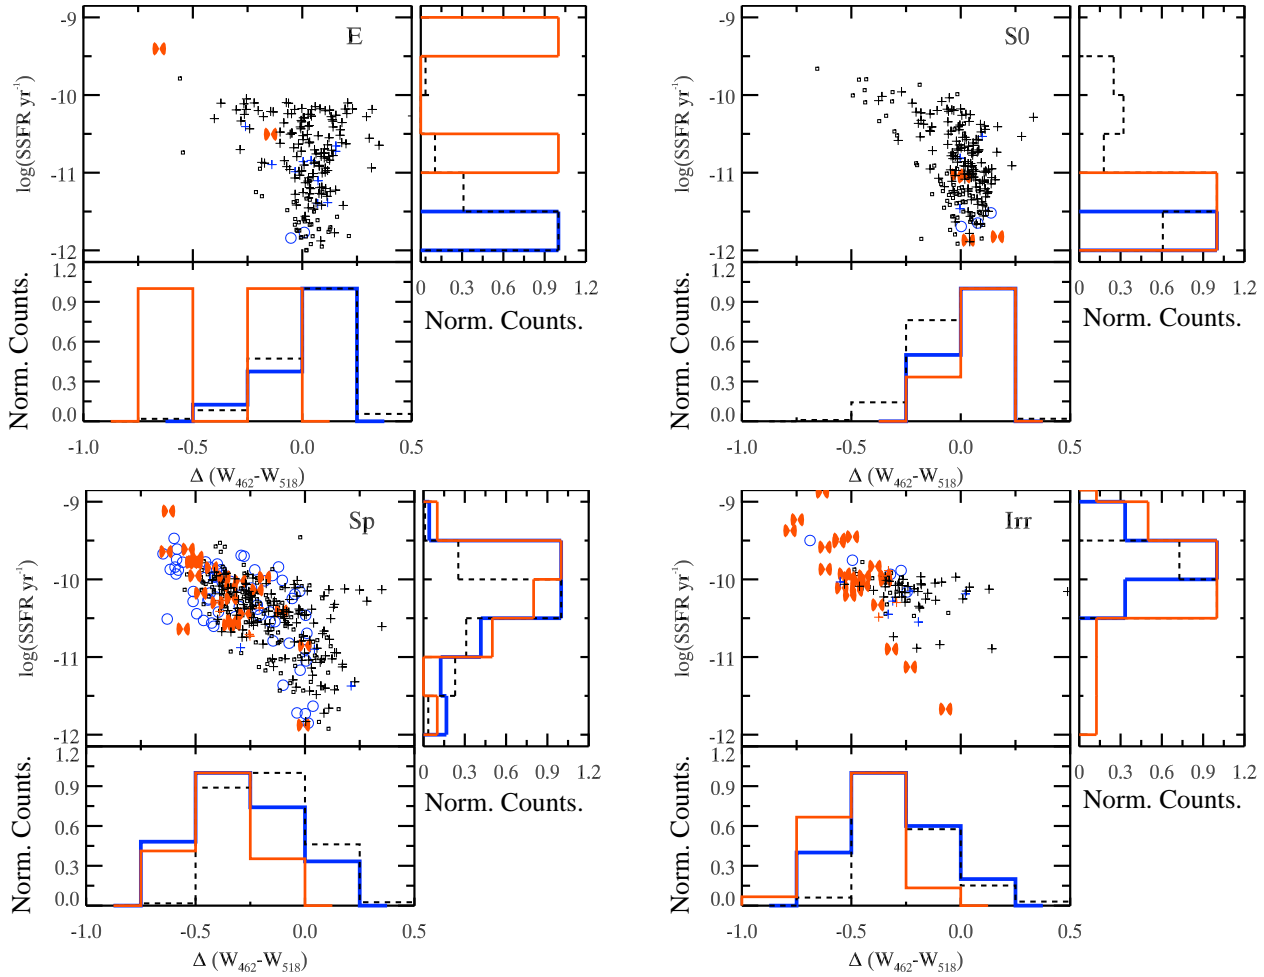 E
-9
-10
-11
-12
log(SSFR yr⁻¹)
0 0.3 0.6 0.9 1.2
Norm. Counts.
1.2
0.9
0.6
0.3
0.0
Norm. Counts.
-1.0 -0.5 0.0 0.5
Δ (W₄₆₂-W₅₁₈)
S0
-9
-10
-11
-12
log(SSFR yr⁻¹)
0 0.3 0.6 0.9 1.2
Norm. Counts.
1.2
0.9
0.6
0.3
0.0
Norm. Counts.
-1.0 -0.5 0.0 0.5
Δ (W₄₆₂-W₅₁₈)
Sp
-9
-10
-11
-12
log(SSFR yr⁻¹)
0 0.3 0.6 0.9 1.2
Norm. Counts.
1.2
0.9
0.6
0.3
0.0
Norm. Counts.
-1.0 -0.5 0.0 0.5
Δ (W₄₆₂-W₅₁₈)
Irr
-9
-10
-11
-12
log(SSFR yr⁻¹)
0 0.3 0.6 0.9 1.2
Norm. Counts.
1.2
0.9
0.6
0.3
0.0
Norm. Counts.
-1.0 -0.5 0.0 0.5
Δ (W₄₆₂-W₅₁₈)